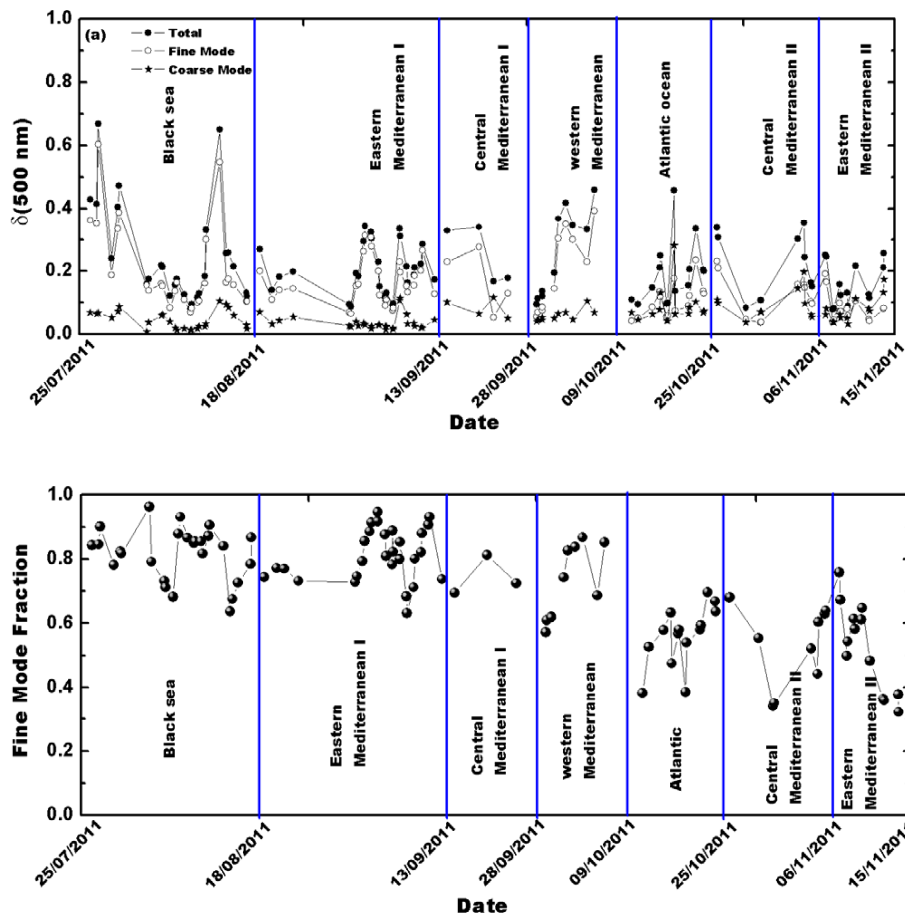 1.0
0.8
0.6
0.4
0.2
0.0
δ(500 nm)
(a)
Total
Fine Mode
Coarse Mode
Black sea
Eastern
Mediterranean I
Central
Mediterranean I
western
Mediterranean
Atlantic ocean
Central
Mediterranean II
Eastern
Mediterranean II
25/07/2011
18/08/2011
13/09/2011
28/09/2011
09/10/2011
25/10/2011
06/11/2011
15/11/2011
Date
1.0
0.8
0.6
0.4
0.2
0.0
Fine Mode Fraction
Black sea
Eastern
Mediterranean I
Central
Mediterranean I
western
Mediterranean
Atlantic
Central
Mediterranean II
Eastern
Mediterranean II
25/07/2011
18/08/2011
13/09/2011
28/09/2011
09/10/2011
25/10/2011
06/11/2011
15/11/201
Date